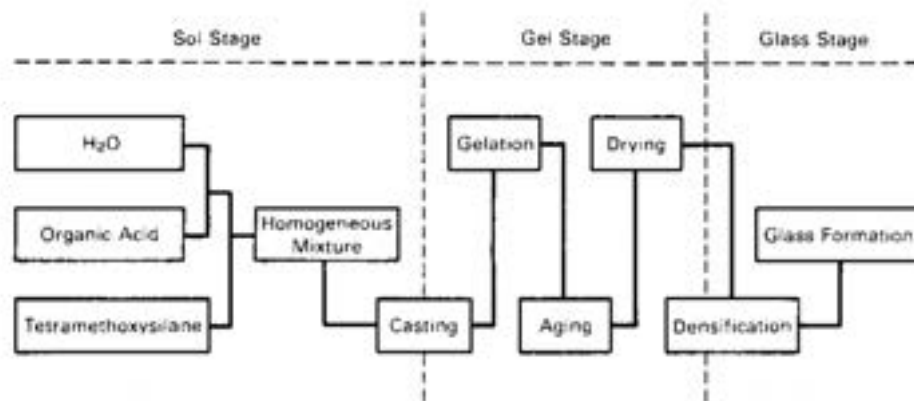 Sol Stage
Gel Stage
Glass Stage
H₂O
Gelation
Drying
Organic Acid
Homogeneous
Mixture
Glass Formation
Tetramethoxysilane
Casting
Aging
Densification